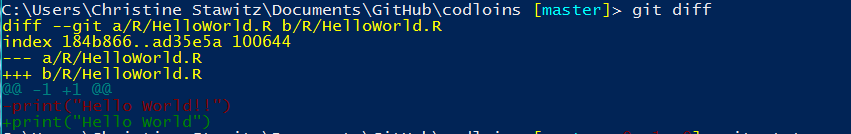 C:\Users\Christine Stawitz\Documents\GitHub\codloins [master]> git diff
diff --git a/R/HelloWorld.R b/R/HelloWorld.R
index 184b866..ad35e5a 100644
--- a/R/HelloWorld.R
+++ b/R/HelloWorld.R
@@ -1 +1 @@
-print("Hello World!!")
+print("Hello World")